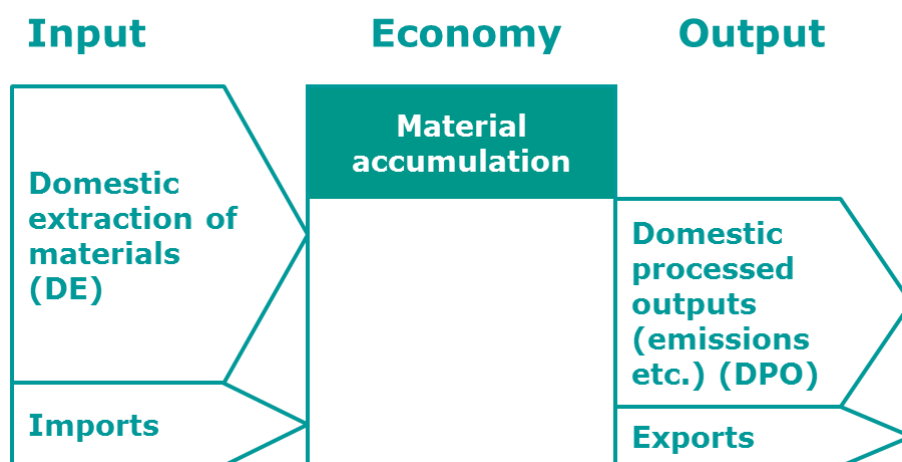 Input
Economy
Output
Material
accumulation
Domestic
extraction of
materials
(DE)
Domestic
processed
outputs
(emissions
etc.) (DPO)
Imports
Exports